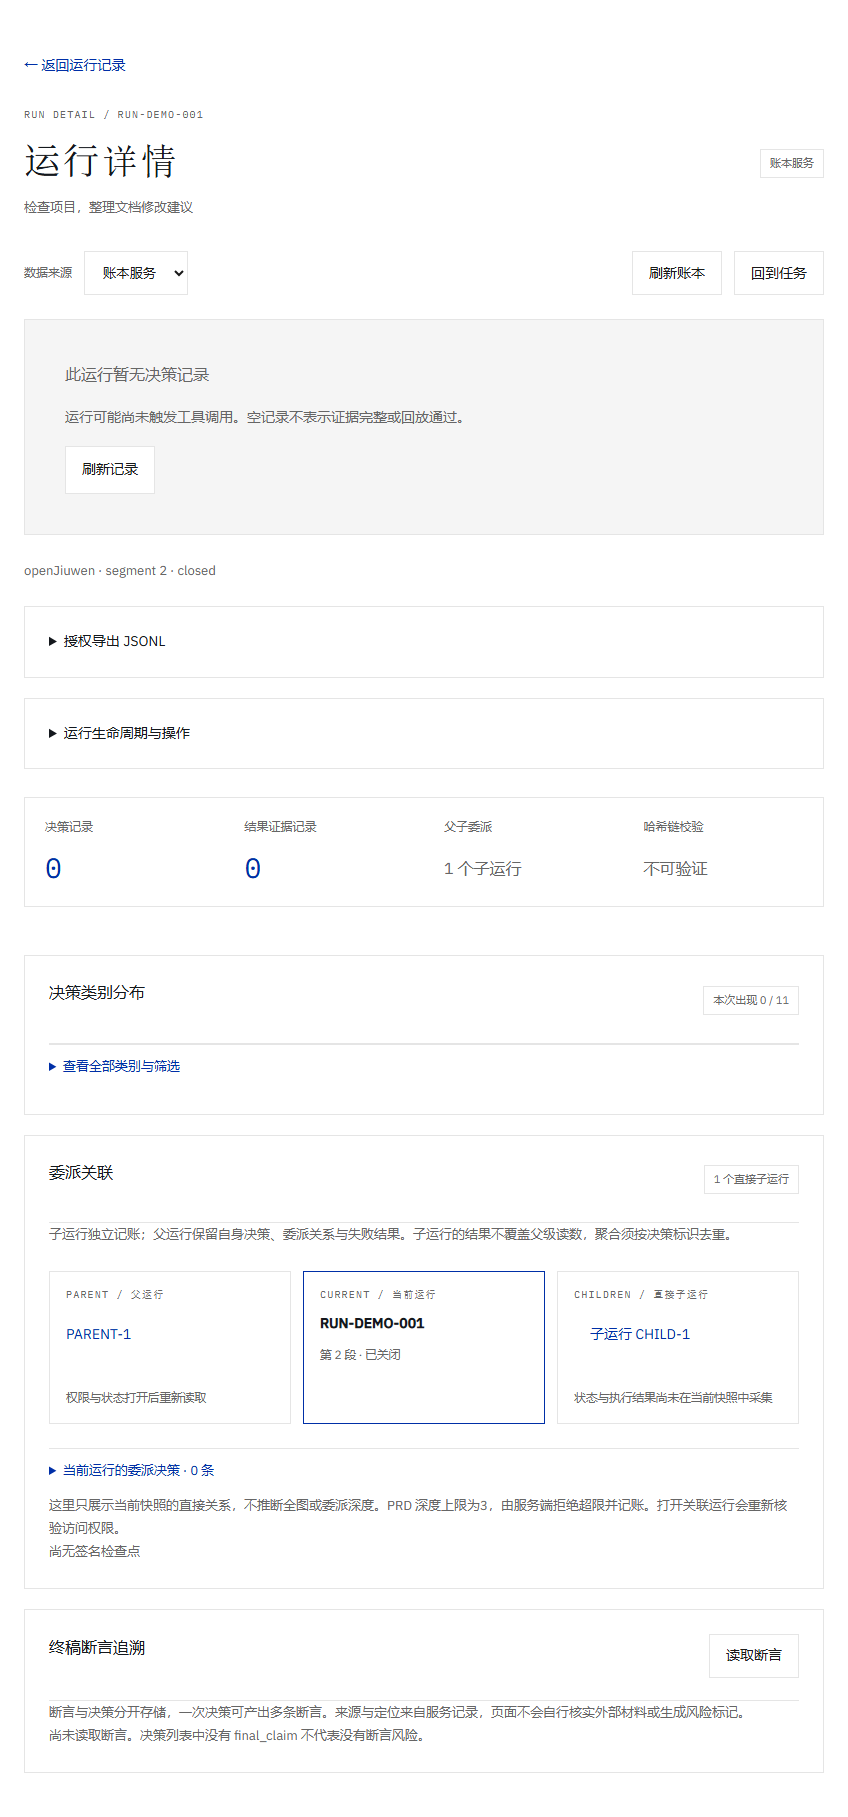 ← 返回运行记录
RUN DETAIL / RUN-DEMO-001
运行详情
账本服务
检查项目，整理文档修改建议
数据来源
账本服务
刷新账本
回到任务
此运行暂无决策记录
运行可能尚未触发工具调用。空记录不表示证据完整或回放通过。
刷新记录
openJiuwen · segment 2 · closed
▶ 授权导出 JSONL
▶ 运行生命周期与操作
决策记录
0
结果证据记录
0
父子委派
1 个子运行
哈希链校验
不可验证
决策类别分布
本次出现 0 / 11
▶ 查看全部类别与筛选
委派关联
1 个直接子运行
子运行独立记账；父运行保留自身决策、委派关系与失败结果。子运行的结果不覆盖父级读数，聚合须按决策标识去重。
PARENT / 父运行
PARENT-1
权限与状态打开后重新读取
CURRENT / 当前运行
RUN-DEMO-001
第 2 段 · 已关闭
CHILDREN / 直接子运行
子运行 CHILD-1
状态与执行结果尚未在当前快照中采集
▶ 当前运行的委派决策 · 0 条
这里只展示当前快照的直接关系，不推断全图或委派深度。PRD 深度上限为3，由服务端拒绝超限并记账。打开关联运行会重新核
验访问权限。
尚无签名检查点
终稿断言追溯
读取断言
断言与决策分开存储，一次决策可产出多条断言。来源与定位来自服务记录，页面不会自行核实外部材料或生成风险标记。
尚未读取断言。决策列表中没有 final_claim 不代表没有断言风险。